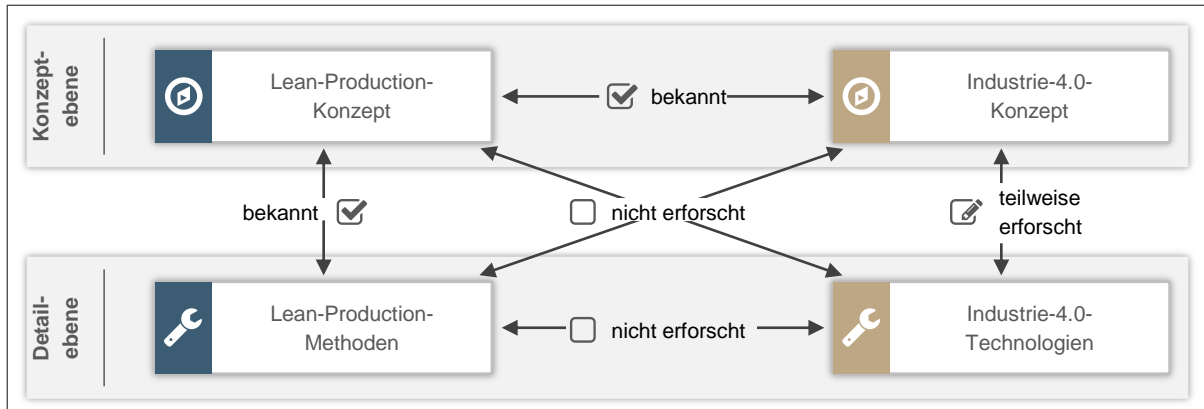 Konzept-
ebene
Lean-Production-
Konzept
bekannt
Industrie-4.0-
Konzept
bekannt
nicht erforscht
teilweise
erforscht
Detail-
ebene
Lean-Production-
Methoden
nicht erforscht
Industrie-4.0-
Technologien